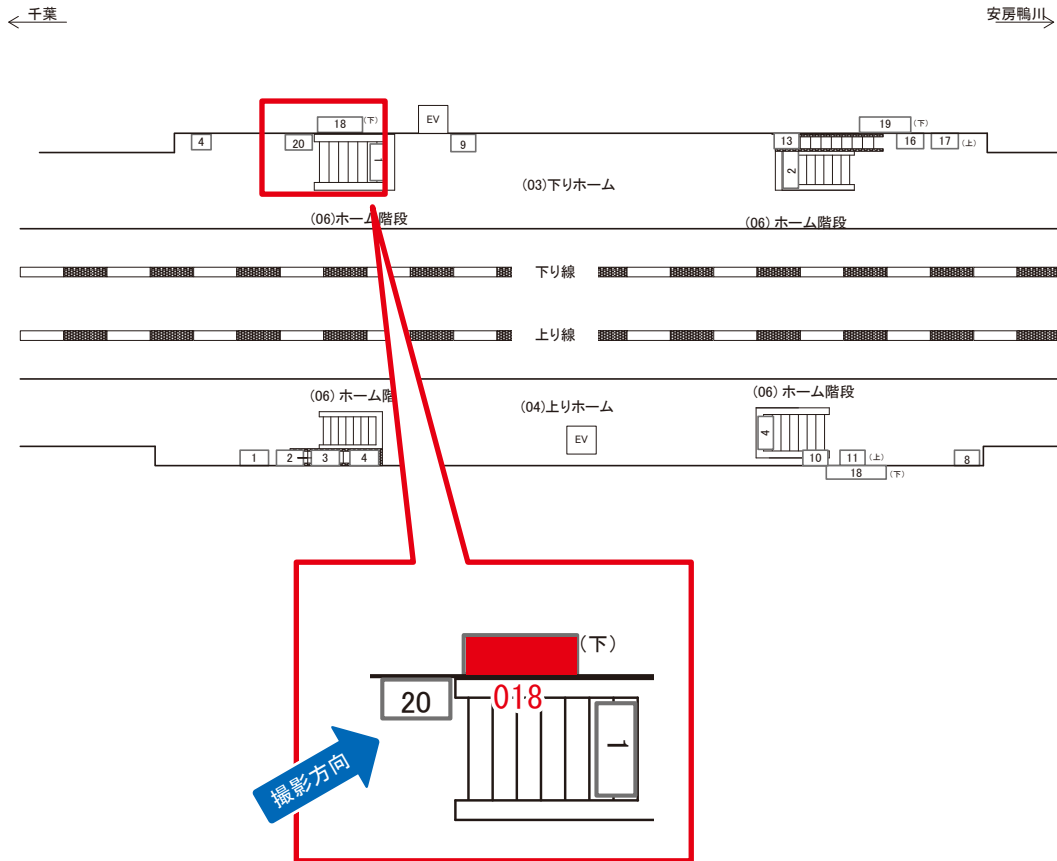 千葉
安房鴨川
18
(下)
EV
19
(下)
4
20
9
13
16
17
(上)
1
2
(03)下りホーム
(06)ホーム階段
(06) ホーム階段
下り線
上り線
(06) ホーム階
(04)上りホーム
(06) ホーム階段
EV
4
1
2
3
4
10
11
(上)
8
18
(下)
(下)
20
018
1
撮影方向